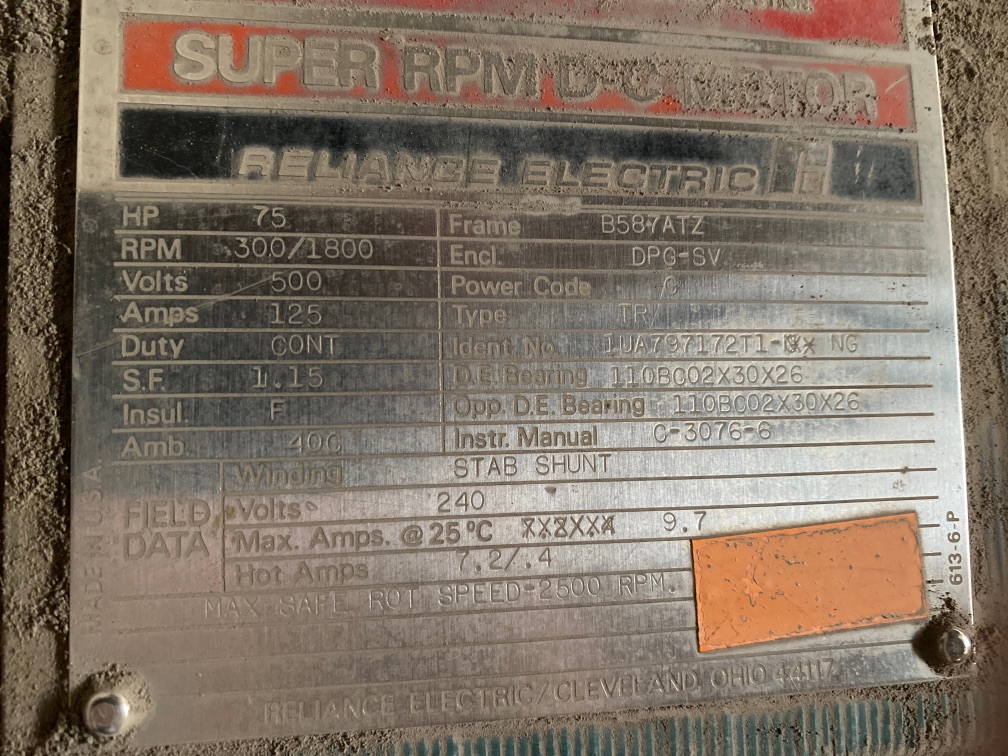 SUPER RPM D-C MOTOR
RELIANCE ELECTRIC
HP 75 Frame B587ATZ
RPM 300/1800 Encl. DPG-SV
Volts 500 Power Code C
Amps 125 Type TR
Duty CONT Ident No. 1UA797172T1- NG
S.F. 1.15 D.E. Bearing 110BC02X30X26
Insul. F Opp. D.E. Bearing 110BC02X30X26
Amb. 40C Instr. Manual C-3076-6
FIELD DATA
Winding STAB SHUNT
Volts 240
Max. Amps. @ 25°C 9.7
Hot Amps 7.2/.4
MAX SAFE ROT SPEED-2500 RPM.
RELIANCE ELECTRIC/CLEVELAND OHIO 44117
MADE IN U.S.A.
613-6-P